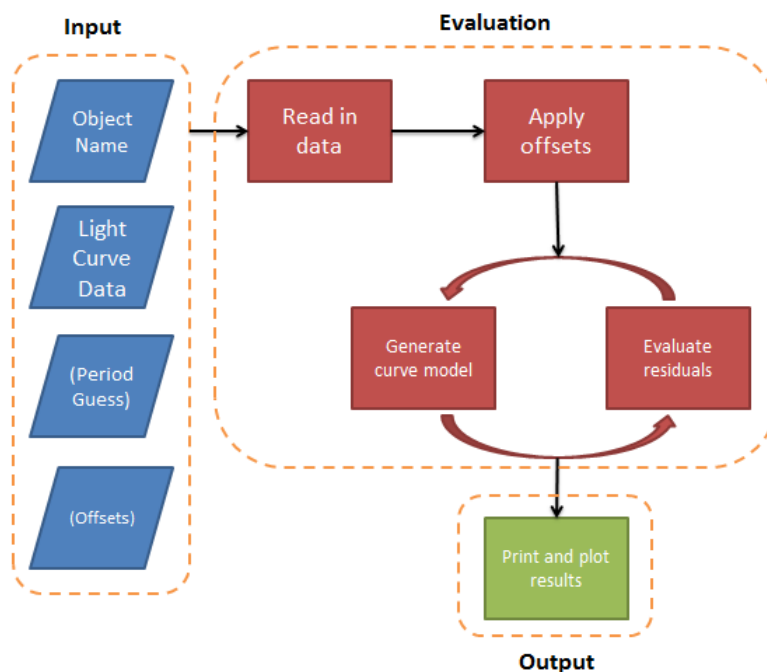 Input
Object
Name
Light
Curve
Data
(Period
Guess)
(Offsets)
Evaluation
Read in
data
Apply
offsets
Generate
curve model
Evaluate
residuals
Print and plot
results
Output